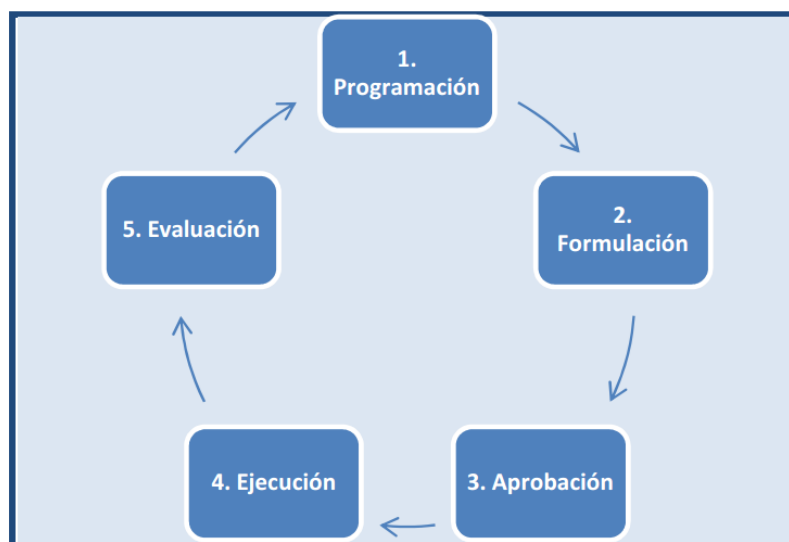 1.
Programación
2.
Formulación
3. Aprobación
4. Ejecución
5. Evaluación